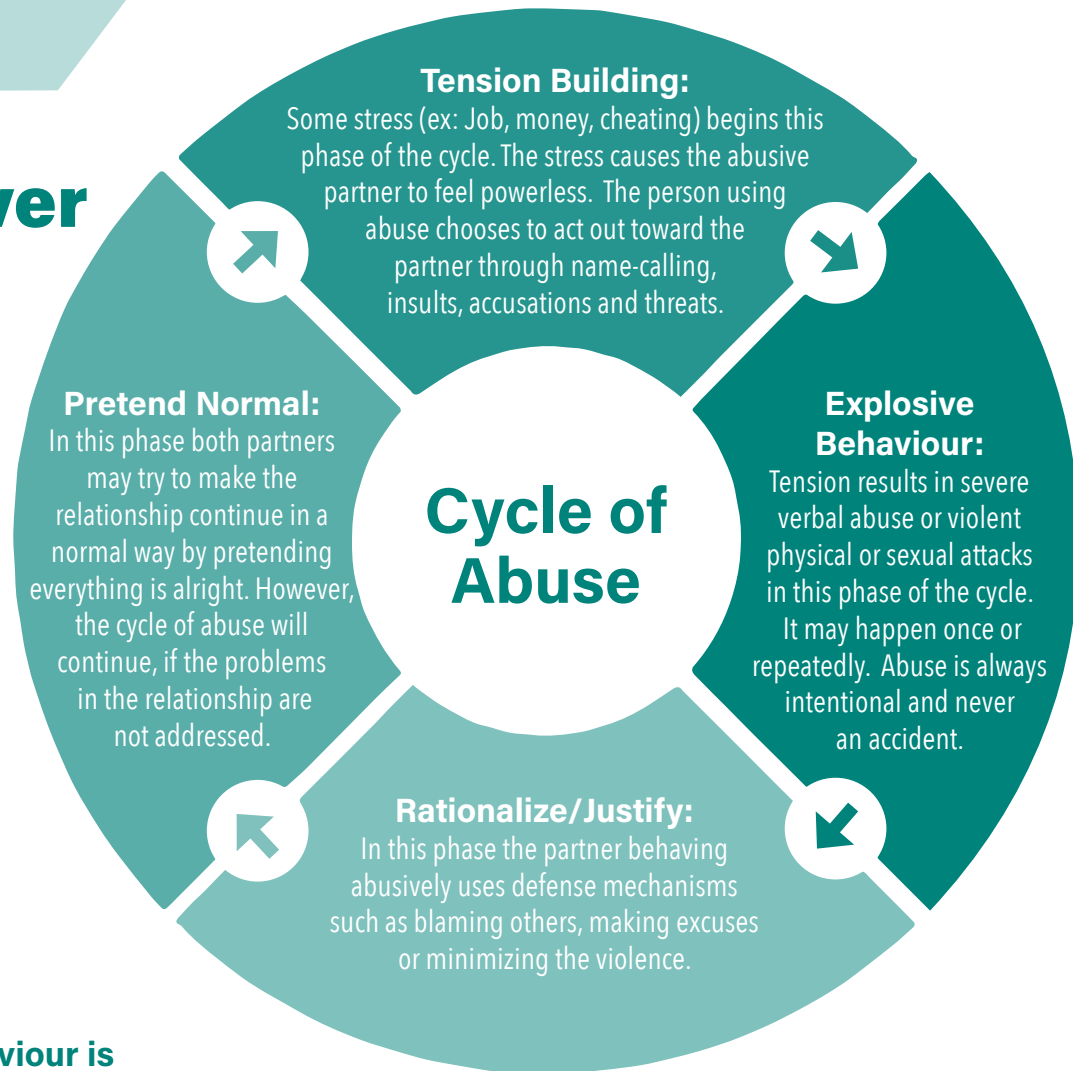 Tension Building:
Some stress (ex: Job, money, cheating) begins this
phase of the cycle. The stress causes the abusive
partner to feel powerless.  The person using
abuse chooses to act out toward the
partner through name-calling,
insults, accusations and threats.
Explosive
Behaviour:
Tension results in severe
verbal abuse or violent
physical or sexual attacks
in this phase of the cycle.
It may happen once or
repeatedly.  Abuse is always
intentional and never
an accident.
Rationalize/Justify:
In this phase the partner behaving
abusively uses defense mechanisms
such as blaming others, making excuses
or minimizing the violence.
Pretend Normal:
In this phase both partners
may try to make the
relationship continue in a
normal way by pretending
everything is alright. However,
the cycle of abuse will
continue, if the problems
in the relationship are
not addressed.
Cycle of
Abuse
is